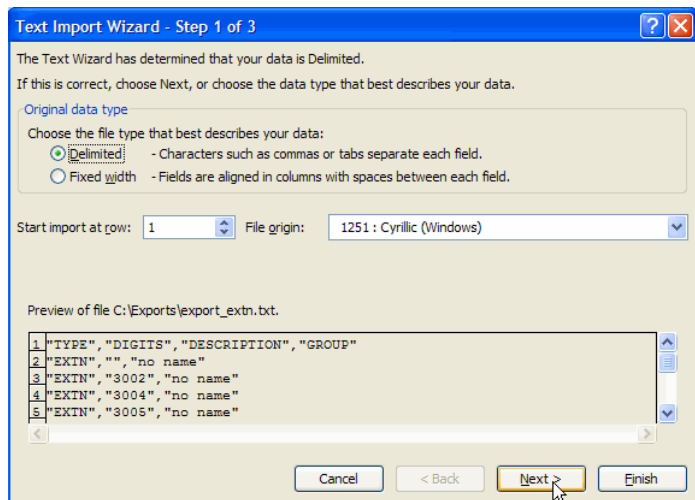 Text Import Wizard - Step 1 of 3
The Text Wizard has determined that your data is Delimited.
If this is correct, choose Next, or choose the data type that best describes your data.
Original data type
Choose the file type that best describes your data:
Delimited - Characters such as commas or tabs separate each field.
Fixed width - Fields are aligned in columns with spaces between each field.
Start import at row: 1 File origin: 1251 : Cyrillic (Windows)
Preview of file C:\Exports\export_extn.txt.
1 "TYPE","DIGITS","DESCRIPTION","GROUP"
2 "EXTN","","no name"
3 "EXTN","3002","no name"
4 "EXTN","3004","no name"
5 "EXTN","3005","no name"
Cancel < Back Next > Finish